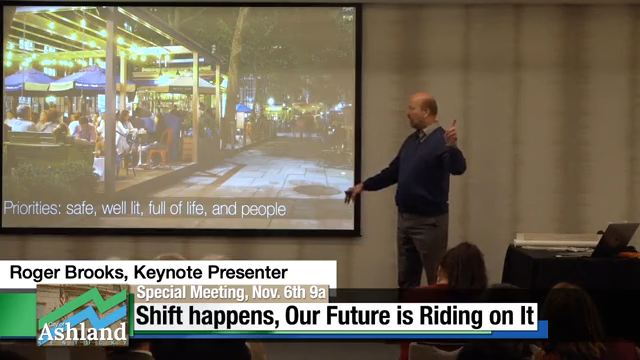 Priorities: safe, well lit, full of life, and people
Roger Brooks, Keynote Presenter
Special Meeting, Nov. 6th 9a
Shift happens, Our Future is Riding on It
Ashland